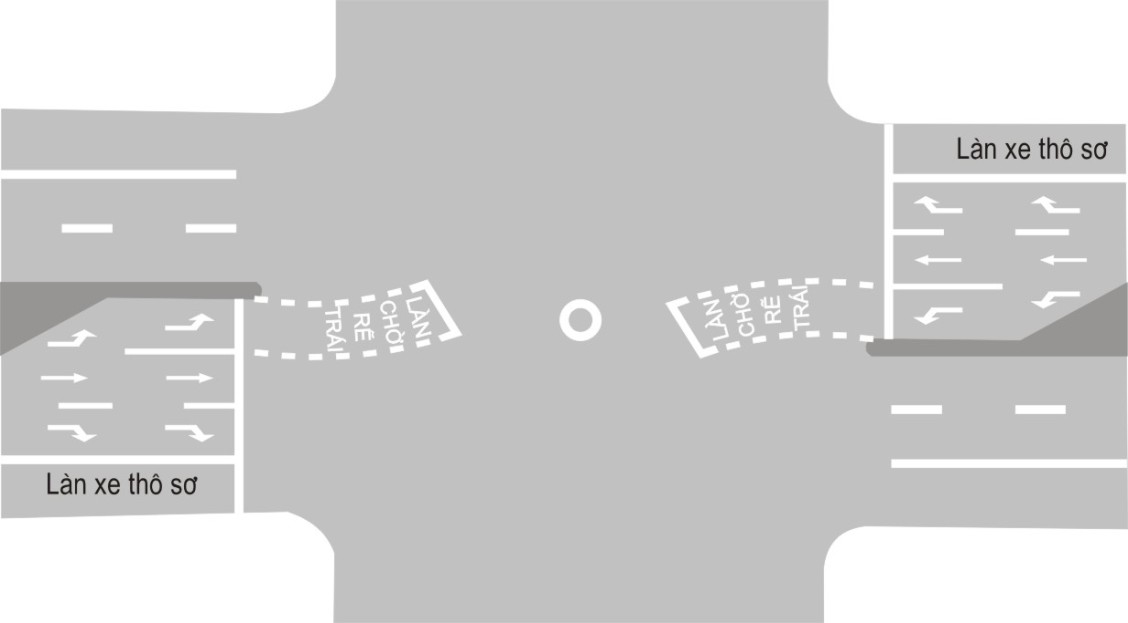 Làn xe thô sơ
LÀN
CHỜ
RẼ
TRÁI
LÀN
CHỜ
RẼ
TRÁI
Làn xe thô sơ